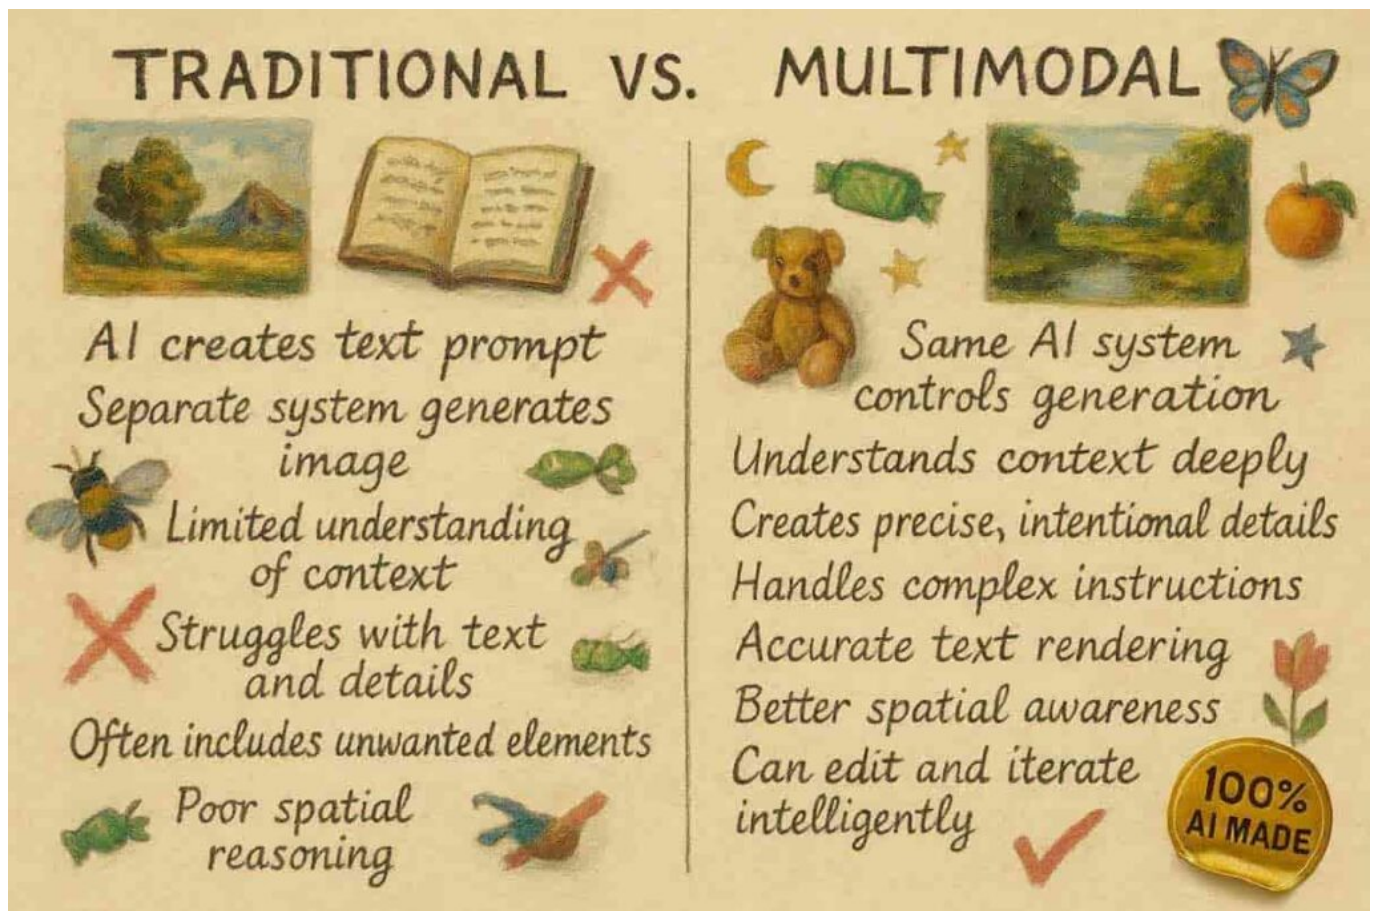 TRADITIONAL VS. MULTIMODAL
AI creates text prompt
Separate system generates
image
Limited understanding
of context
Struggles with text
and details
Often includes unwanted elements
Poor spatial
reasoning
Same AI system
controls generation
Understands context deeply
Creates precise, intentional details
Handles complex instructions
Accurate text rendering
Better spatial awareness
Can edit and iterate
intelligently
100%
AI MADE